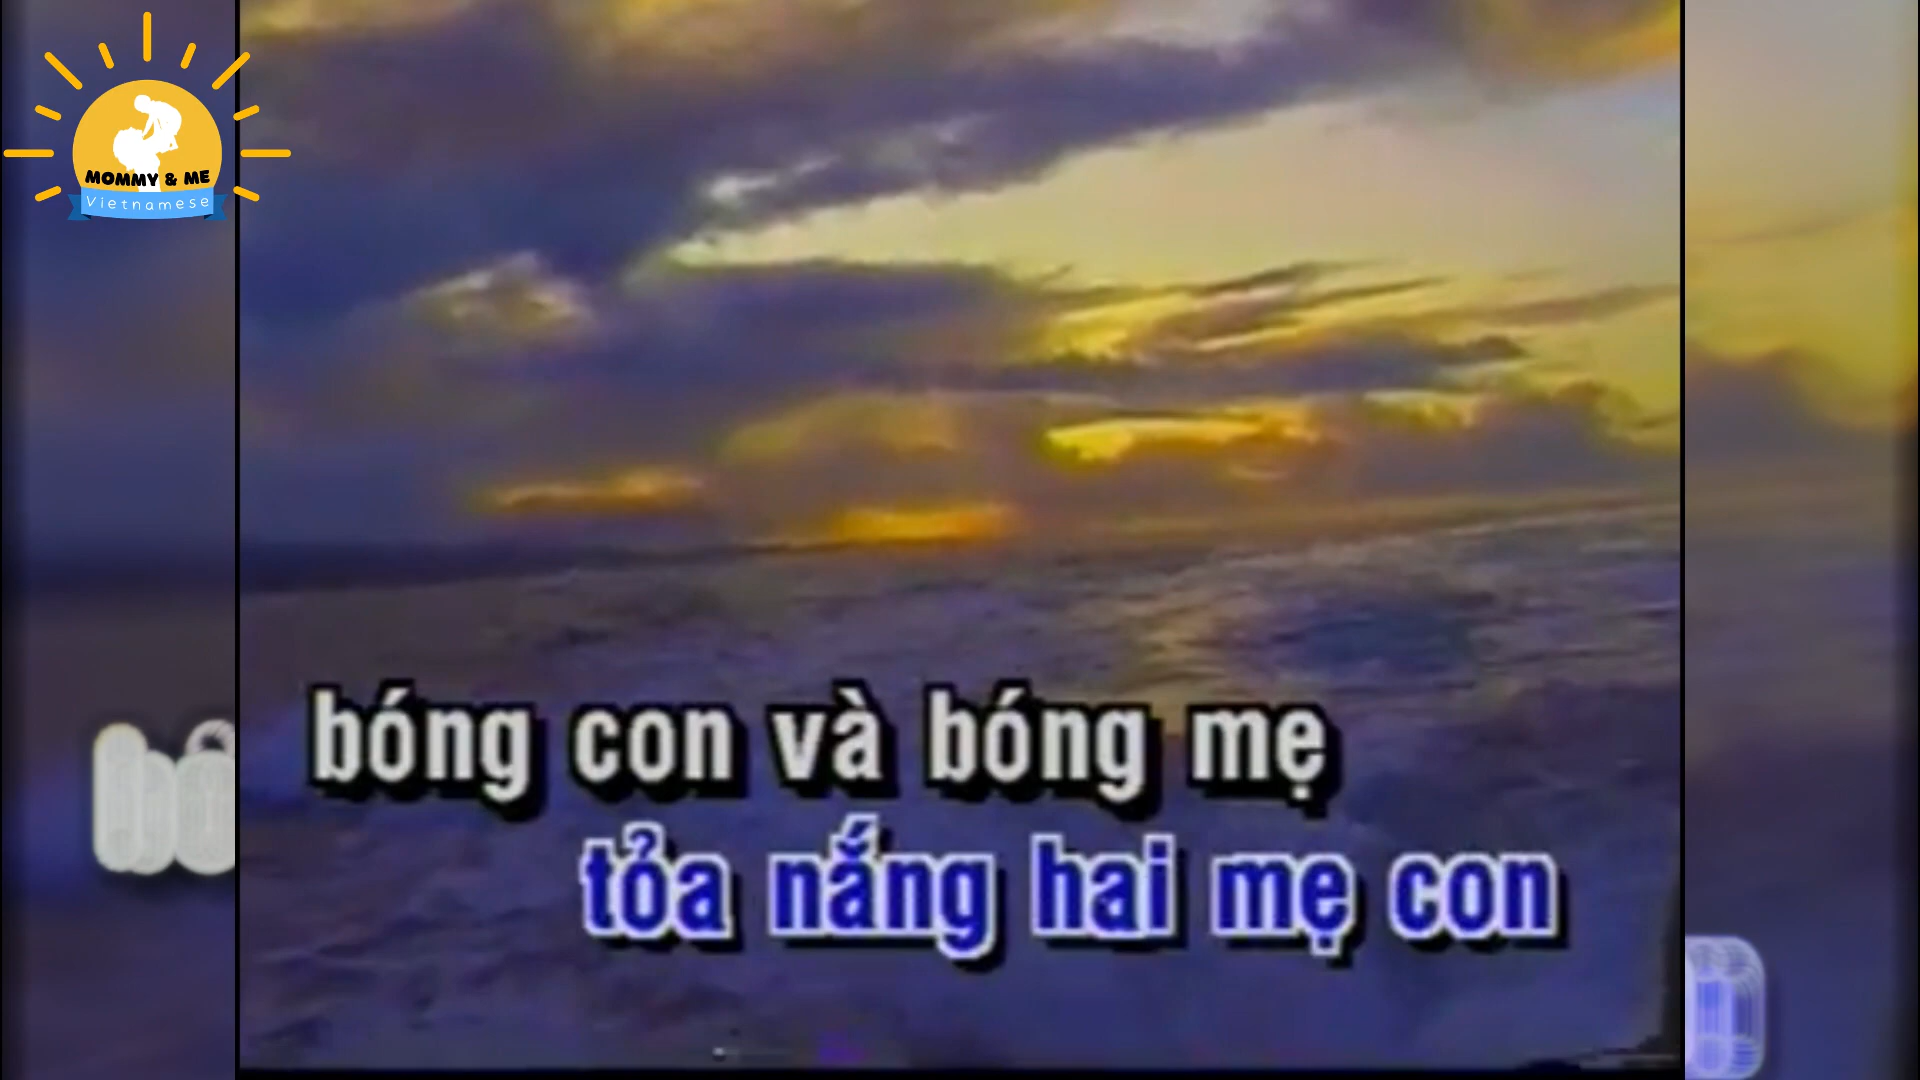 MOMMY & ME
Vietnamese
bóng con và bóng mẹ
tỏa nắng hai mẹ con